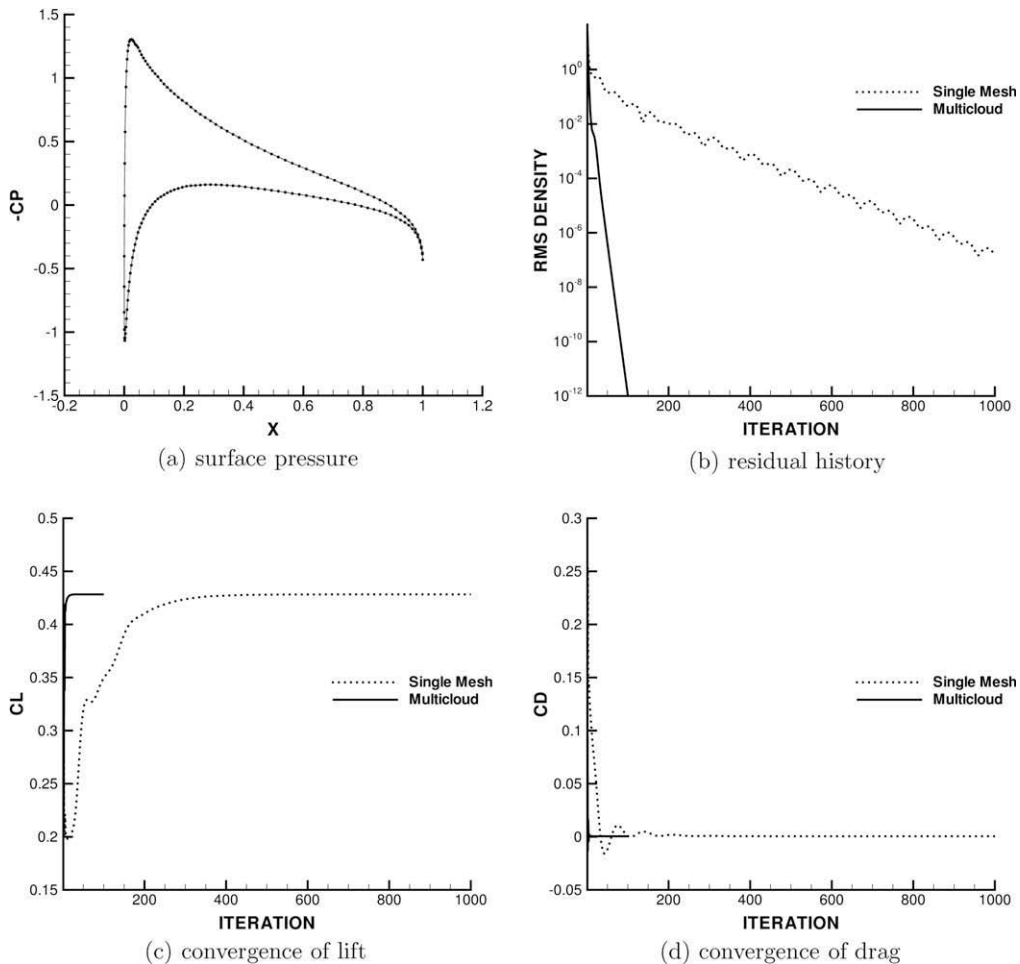 1.5
1
0.5
0
-0.5
-1
-1.5
-CP
-0.2 0 0.2 0.4 0.6 0.8 1 1.2
X
(a) surface pressure
10^0
10^-2
10^-4
10^-6
10^-8
10^-10
10^-12
RMS DENSITY
Single Mesh
Multicloud
200 400 600 800 1000
ITERATION
(b) residual history
0.5
0.45
0.4
0.35
0.3
0.25
0.2
0.15
CL
Single Mesh
Multicloud
200 400 600 800 1000
ITERATION
(c) convergence of lift
0.3
0.25
0.2
0.15
0.1
0.05
0
-0.05
CD
Single Mesh
Multicloud
200 400 600 800 1000
ITERATION
(d) convergence of drag